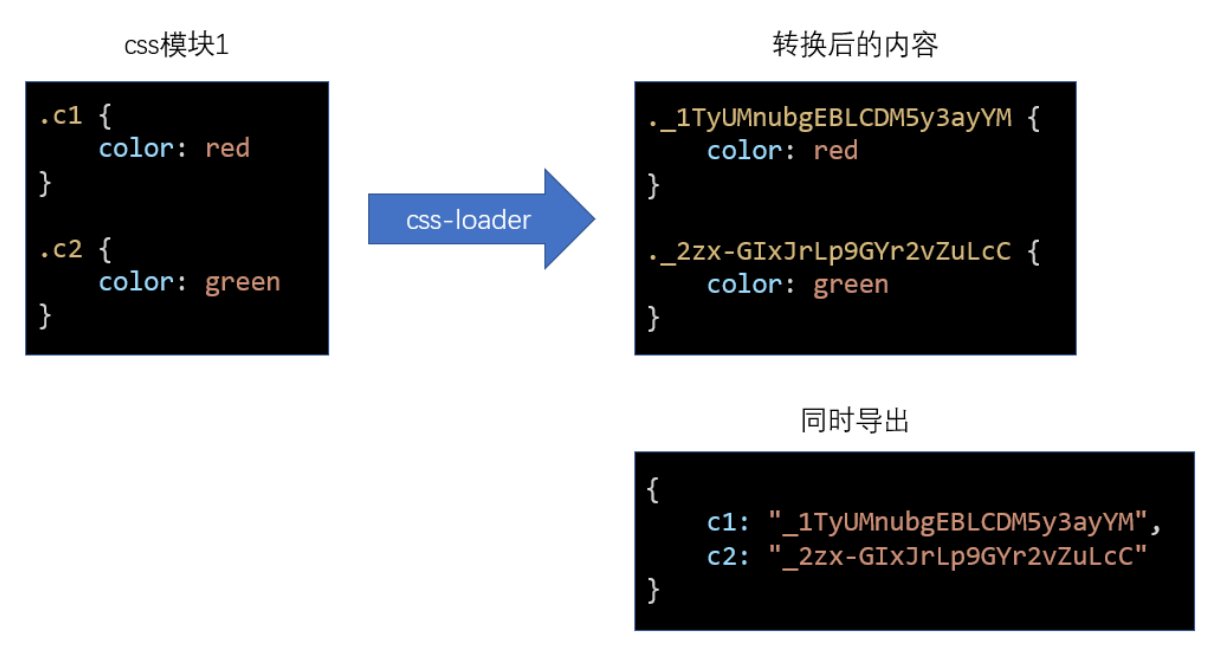 css模块1
.c1 {
    color: red
}
.c2 {
    color: green
}
css-loader
转换后的内容
._1TyUMnubgEBLCDM5y3ayYM {
    color: red
}
._2zx-GIxJrLp9GYr2vZuLcC {
    color: green
}
同时导出
{
    c1: "_1TyUMnubgEBLCDM5y3ayYM",
    c2: "_2zx-GIxJrLp9GYr2vZuLcC"
}